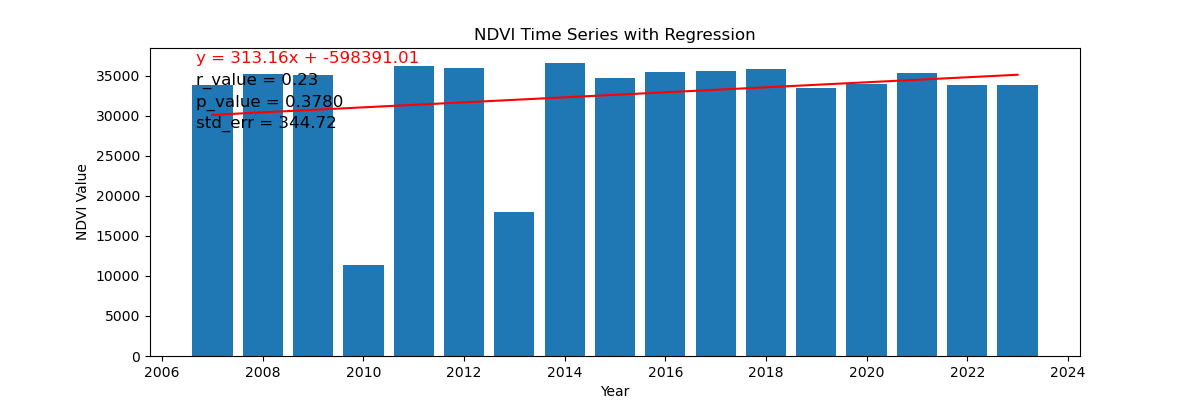 NDVI Time Series with Regression
y = 313.16x + -598391.01
r_value = 0.23
p_value = 0.3780
std_err = 344.72
35000
30000
25000
20000
15000
10000
5000
0
NDVI Value
2006 2008 2010 2012 2014 2016 2018 2020 2022 2024
Year